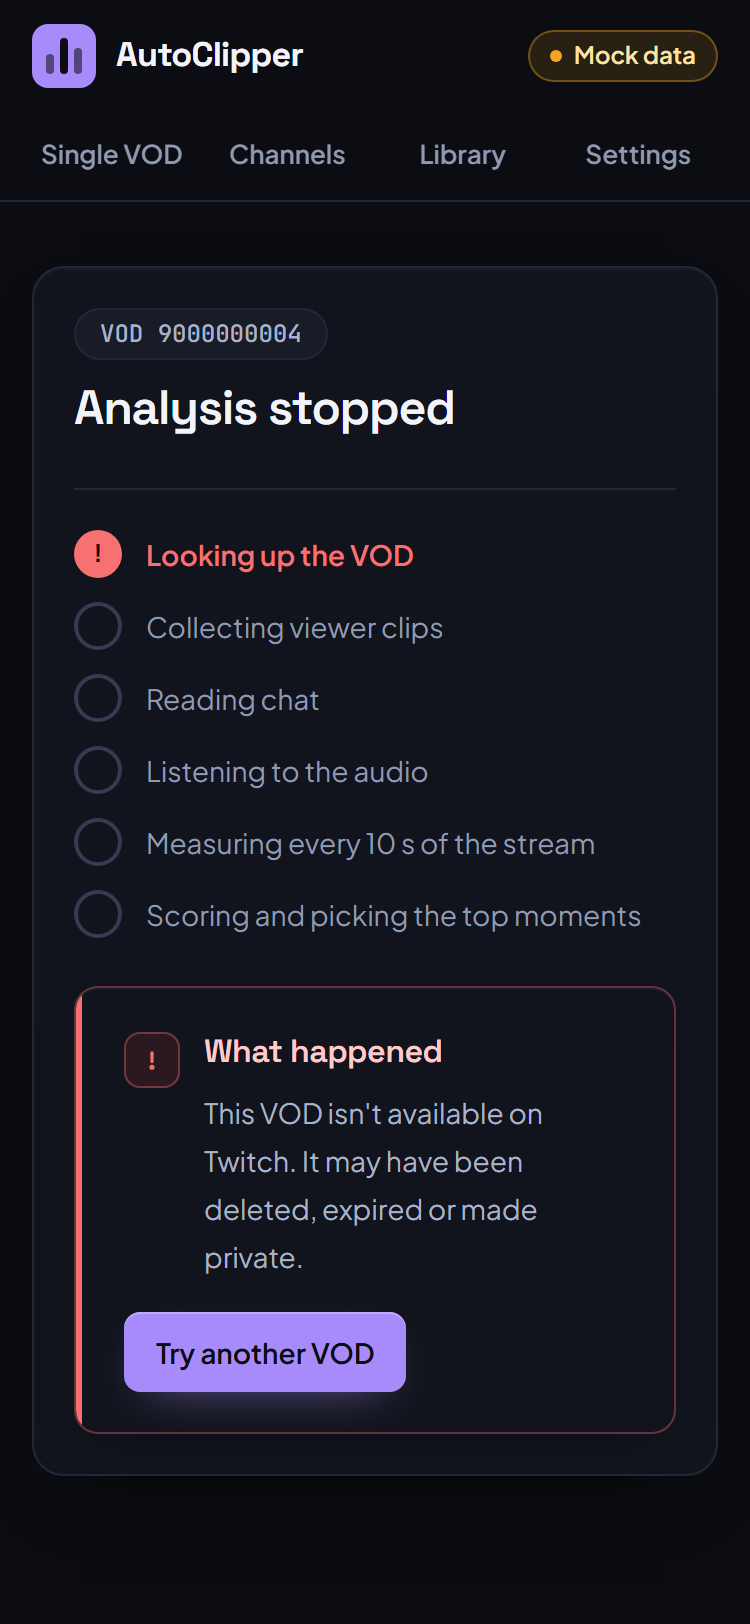 AutoClipper
Mock data
Single VOD
Channels
Library
Settings
VOD 9000000004
Analysis stopped
! Looking up the VOD
Collecting viewer clips
Reading chat
Listening to the audio
Measuring every 10 s of the stream
Scoring and picking the top moments
! What happened
This VOD isn't available on
Twitch. It may have been
deleted, expired or made
private.
Try another VOD